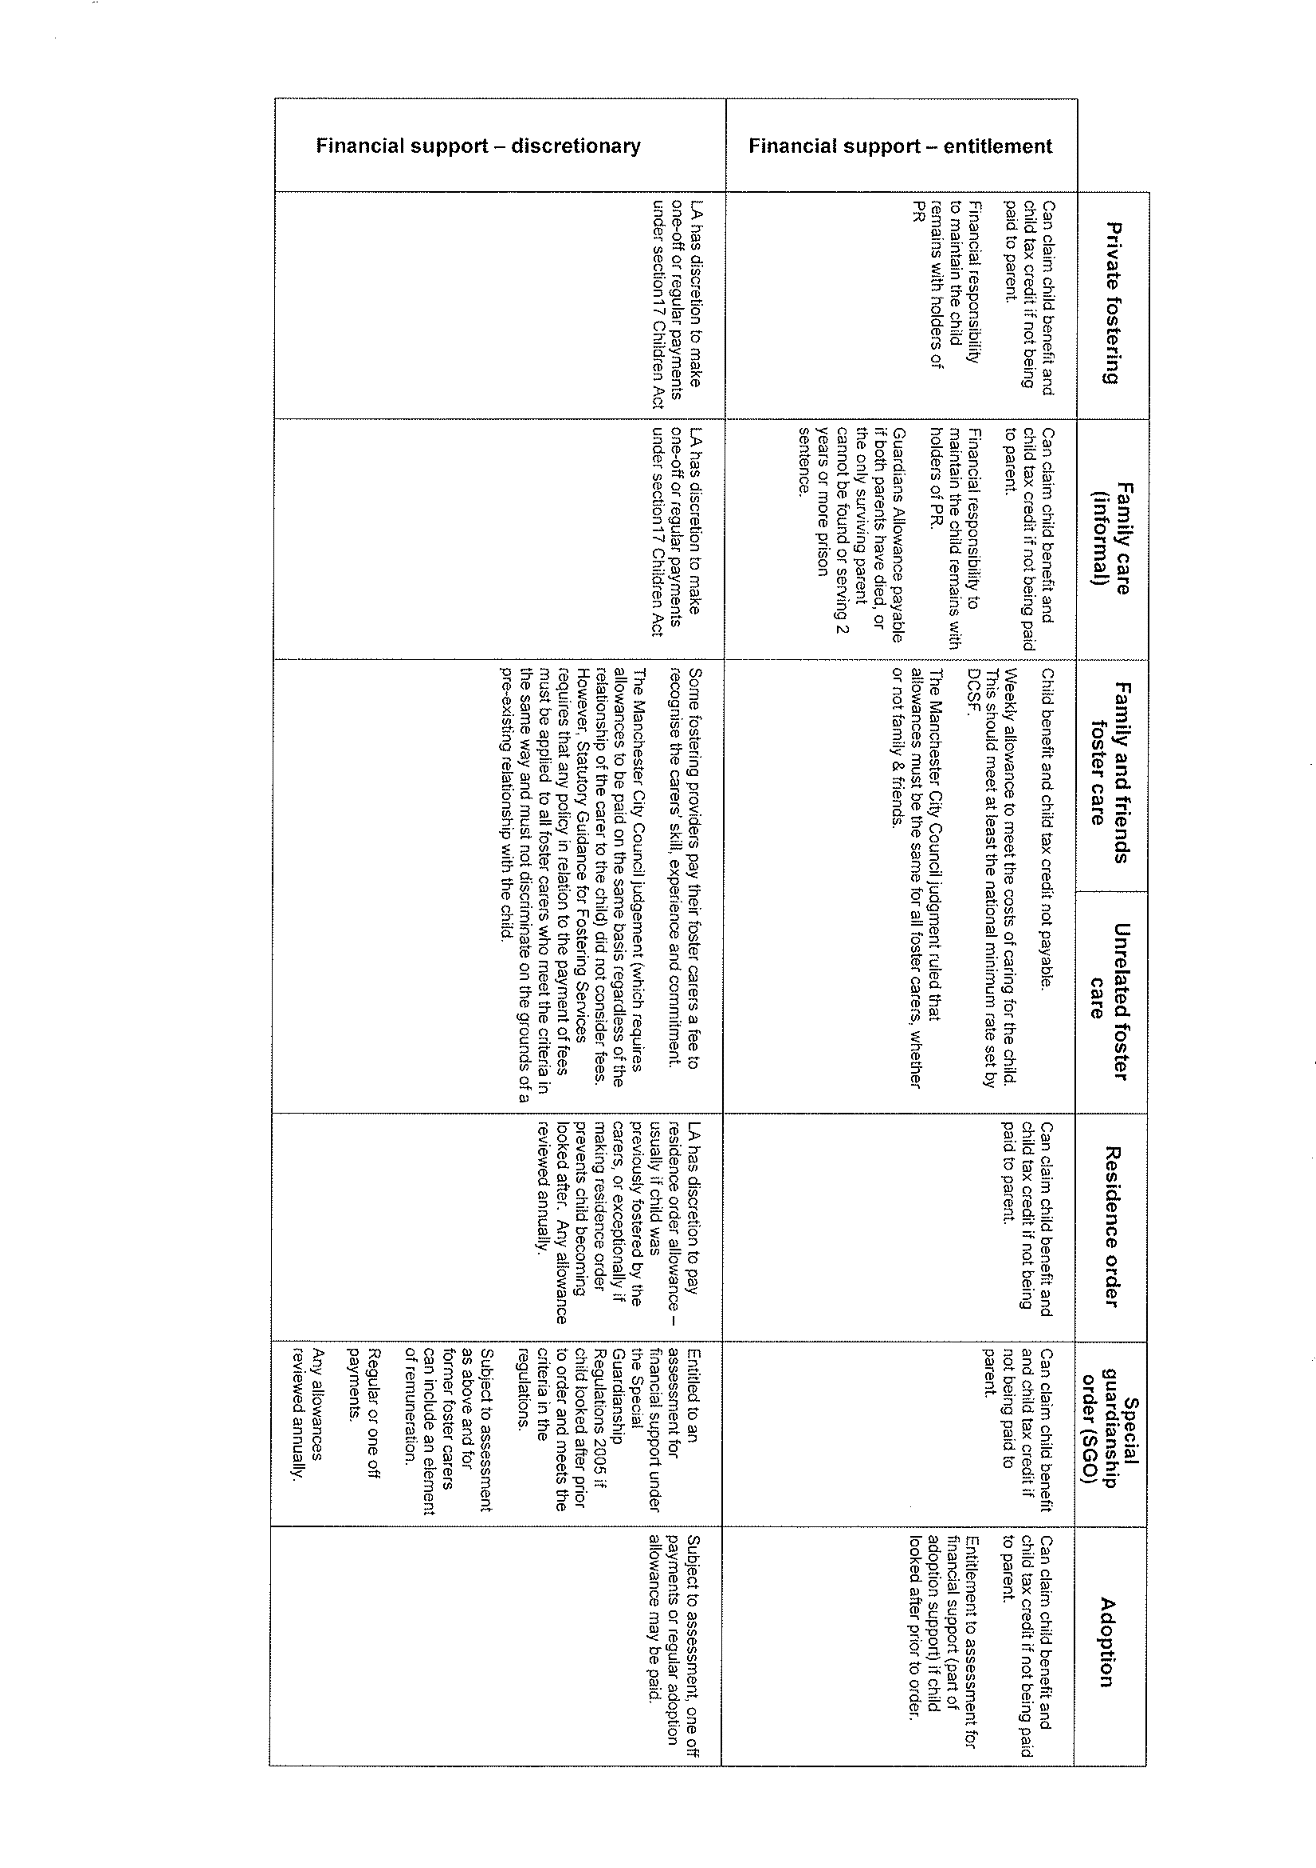 Private fostering
Family care
(informal)
Family and friends
foster care
Unrelated foster
care
Residence order
Special
guardianship
order (SGO)
Adoption
Financial support – entitlement
Can claim child benefit and
child tax credit if not being
paid to parent.
Financial responsibility
to maintain the child
remains with holders of
PR
Can claim child benefit and
child tax credit if not being paid
to parent.
Financial responsibility to
maintain the child remains with
holders of PR.
Guardians Allowance payable
if both parents have died, or
the only surviving parent
cannot be found or serving 2
years or more prison
sentence.
Child benefit and child tax credit not payable.
Weekly allowance to meet the costs of caring for the child.
This should meet at least the national minimum rate set by
DCSF.
The Manchester City Council judgment ruled that
allowances must be the same for all foster carers, whether
or not family & friends.
Can claim child benefit and
child tax credit if not being
paid to parent.
Can claim child benefit
and child tax credit if
not being paid to
parent.
Can claim child benefit and
child tax credit if not being paid
to parent.
Entitlement to assessment for
financial support (part of
adoption support) if child
looked after prior to order.
Financial support – discretionary
LA has discretion to make
one-off or regular payments
under section17 Children Act
LA has discretion to make
one-off or regular payments
under section17 Children Act
Some fostering providers pay their foster carers a fee to
recognise the carers' skill, experience and commitment.
The Manchester City Council judgement (which requires
allowances to be paid on the same basis regardless of the
relationship of the carer to the child) did not consider fees.
However, Statutory Guidance for Fostering Services
requires that any policy in relation to the payment of fees
must be applied to all foster carers who meet the criteria in
the same way and must not discriminate on the grounds of a
pre-existing relationship with the child.
LA has discretion to pay
residence order allowance –
usually if child was
previously fostered by the
carers, or exceptionally if
making residence order
prevents child becoming
looked after. Any allowance
reviewed annually.
Entitled to an
assessment for
financial support under
the Special
Guardianship
Regulations 2005 if
child looked after prior
to order and meets the
criteria in the
regulations.
Subject to assessment
as above and for
former foster carers
can include an element
of remuneration.
Regular or one off
payments.
Any allowances
reviewed annually.
Subject to assessment, one off
payments or regular adoption
allowance may be paid.